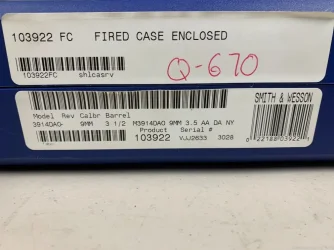 103922 FC FIRED CASE ENCLOSED
103922FC shlcasrv
Q-670
SMITH & WESSON
Model Rev Calbr Barrel
3914DAO- 9MM 3 1/2 M3914DAO 9MM 3.5 AA DA NY
Product Serial #
103922 VJJ2633 3028